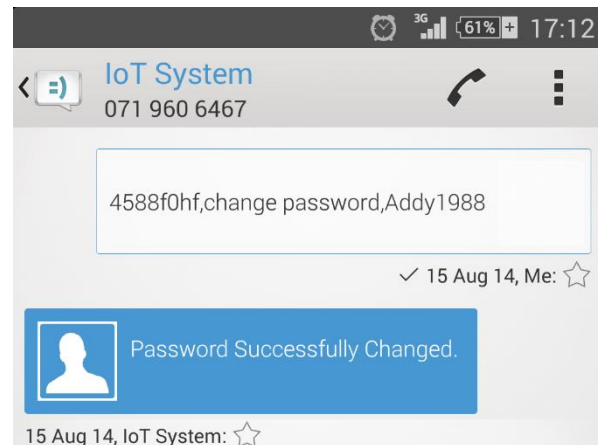 3G 61% 17:12
IoT System
071 960 6467
4588f0hf,change password,Addy1988
✓ 15 Aug 14, Me:
Password Successfully Changed.
15 Aug 14, IoT System: